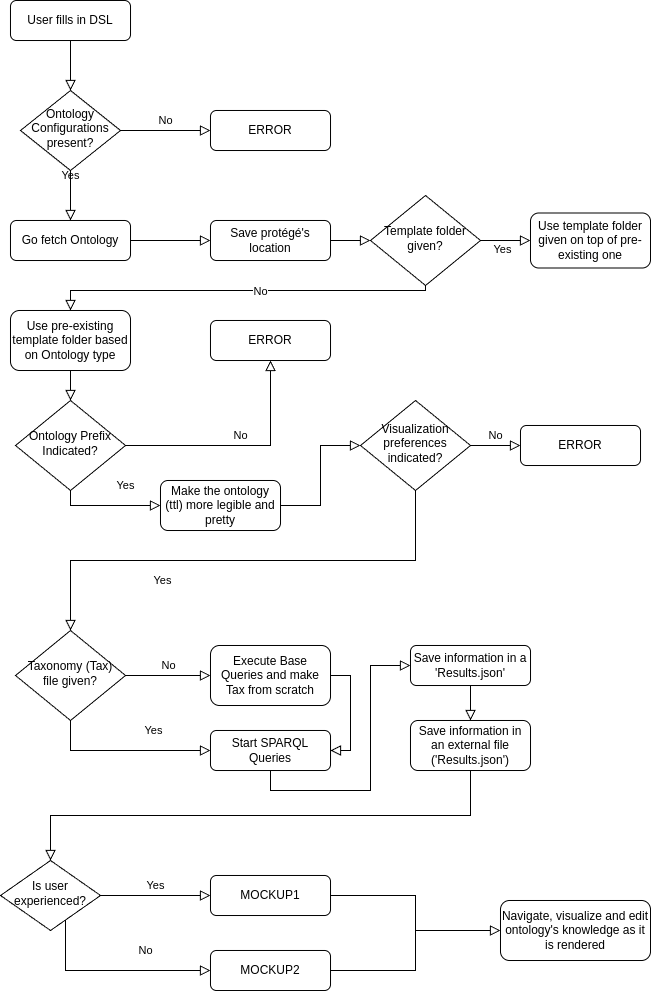 User fills in DSL
Ontology
Configurations
present?
No
ERROR
Yes
Go fetch Ontology
Save protégé's
location
Template folder
given?
Yes
Use template folder
given on top of pre-
existing one
No
Use pre-existing
template folder based
on Ontology type
ERROR
Ontology Prefix
Indicated?
No
Yes
Make the ontology
(ttl) more legible and
pretty
Visualization
preferences
indicated?
No
ERROR
Yes
Taxonomy (Tax)
file given?
No
Execute Base
Queries and make
Tax from scratch
Yes
Start SPARQL
Queries
Save information in a
'Results.json'
Save information in
an external file
('Results.json')
Is user
experienced?
Yes
MOCKUP1
No
MOCKUP2
Navigate, visualize and edit
ontology's knowledge as it
is rendered